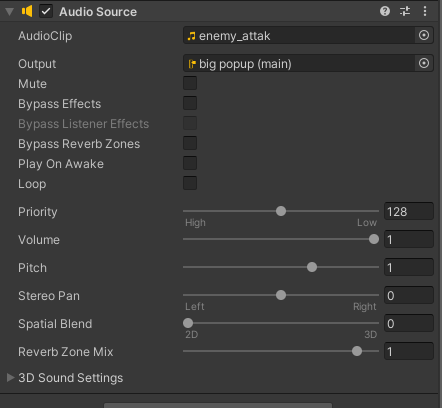 Audio Source
AudioClip enemy_attak
Output big popup (main)
Mute
Bypass Effects
Bypass Listener Effects
Bypass Reverb Zones
Play On Awake
Loop
Priority 128
High Low
Volume 1
Pitch 1
Stereo Pan 0
Left Right
Spatial Blend 0
2D 3D
Reverb Zone Mix 1
3D Sound Settings